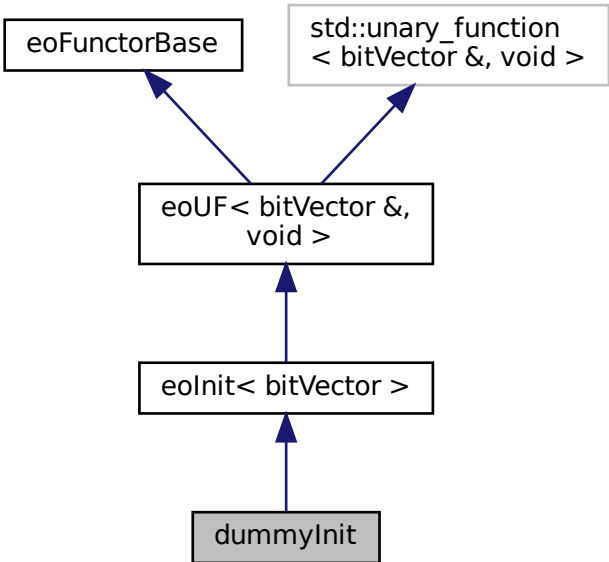 eoFunctorBase
std::unary_function
< bitVector &, void >
eoUF< bitVector &,
void >
eoInit< bitVector >
dummyInit